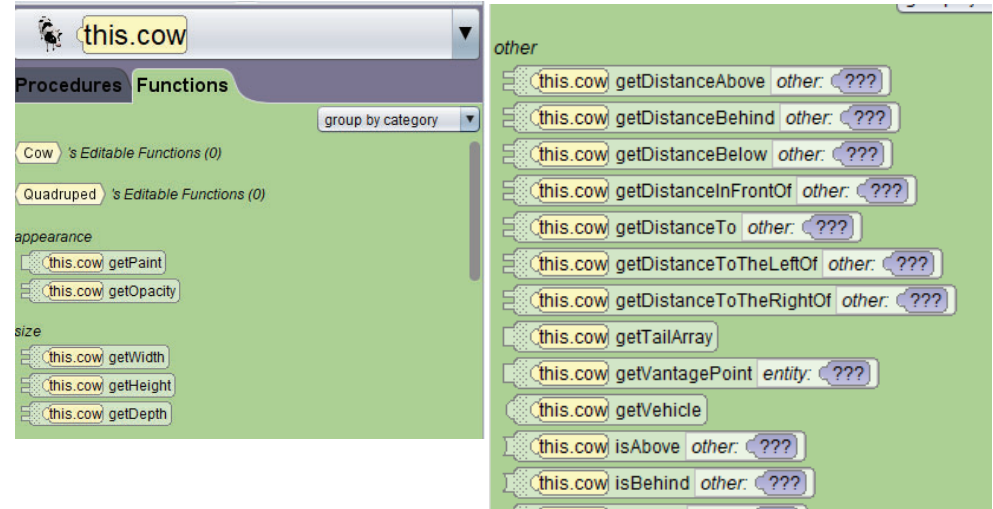 this.cow
Procedures Functions
group by category
Cow 's Editable Functions (0)
Quadruped 's Editable Functions (0)
appearance
this.cow getPaint
this.cow getOpacity
size
this.cow getWidth
this.cow getHeight
this.cow getDepth
other
this.cow getDistanceAbove other: ???
this.cow getDistanceBehind other: ???
this.cow getDistanceBelow other: ???
this.cow getDistanceInFrontOf other: ???
this.cow getDistanceTo other: ???
this.cow getDistanceToTheLeftOf other: ???
this.cow getDistanceToTheRightOf other: ???
this.cow getTailArray
this.cow getVantagePoint entity: ???
this.cow getVehicle
this.cow isAbove other: ???
this.cow isBehind other: ???